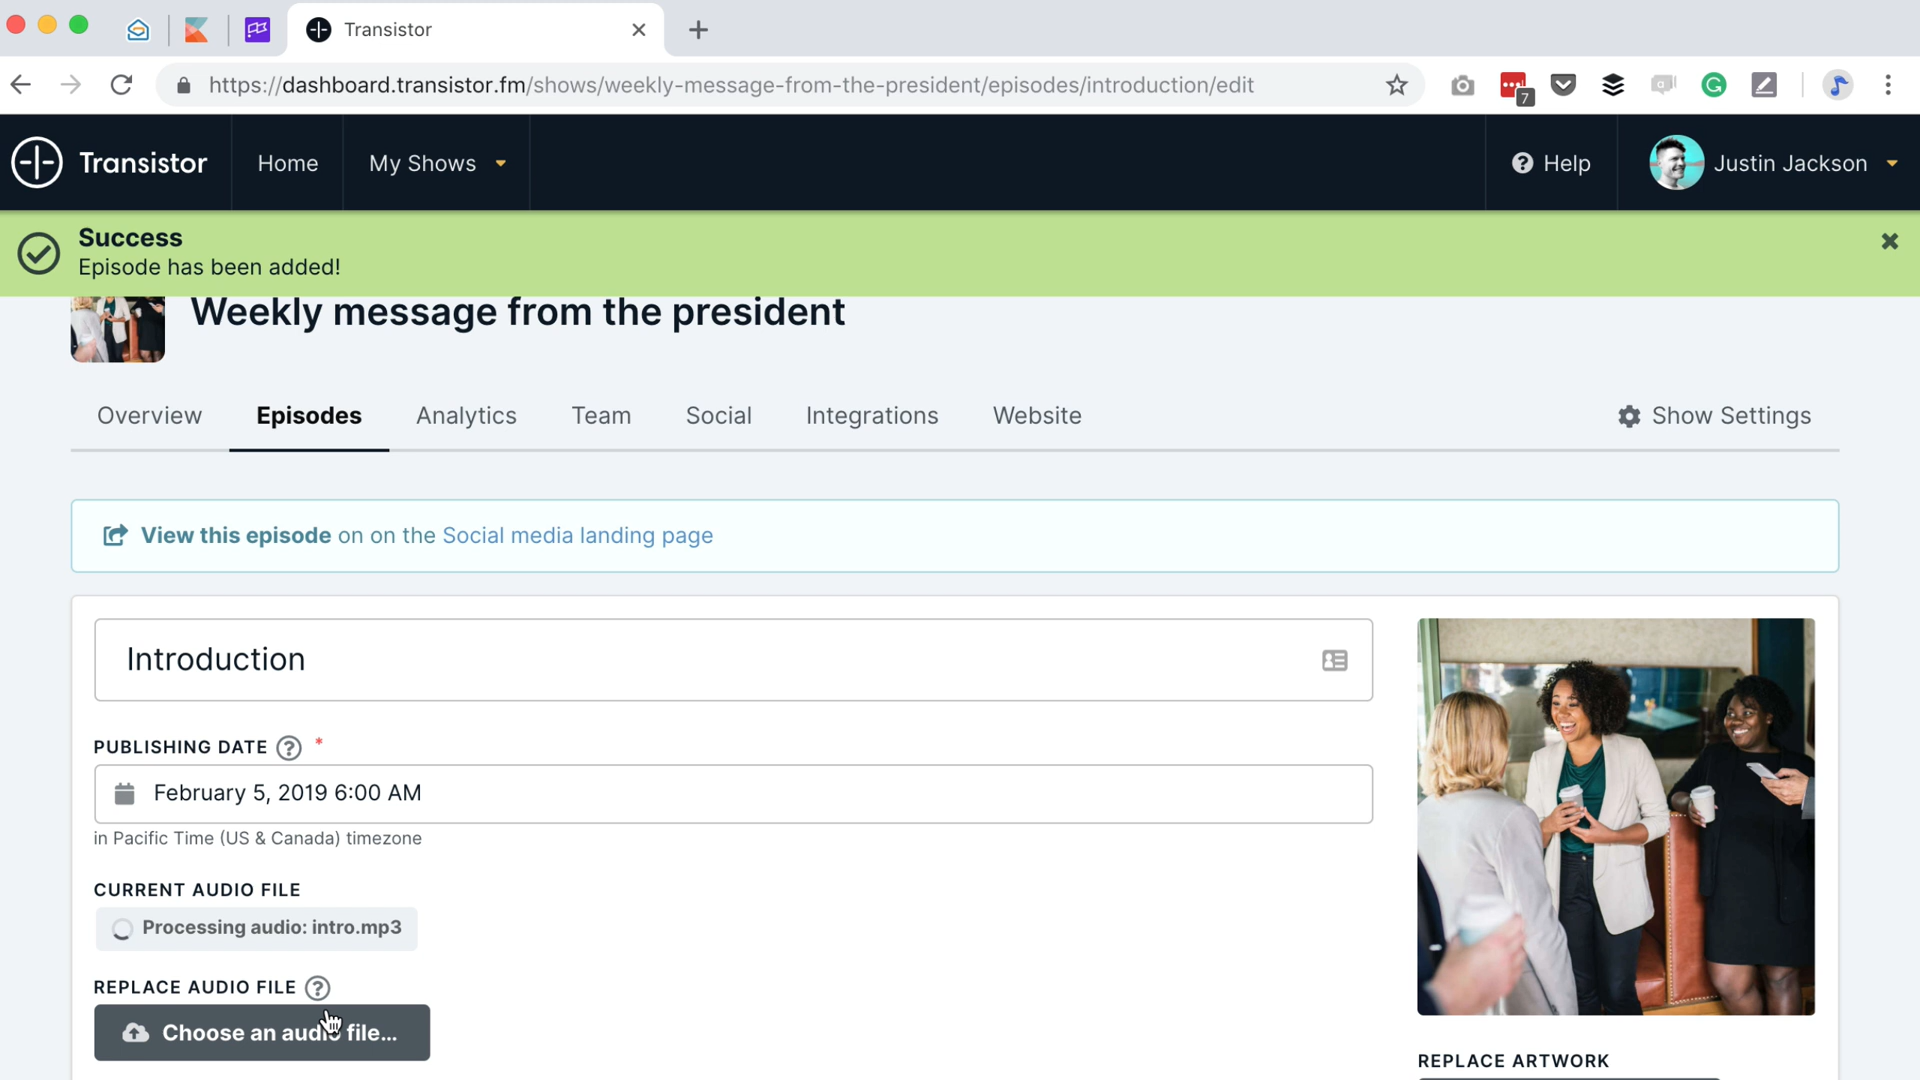 Transistor
https://dashboard.transistor.fm/shows/weekly-message-from-the-president/episodes/introduction/edit
7
Transistor Home My Shows Help Justin Jackson
Success
Episode has been added!
Weekly message from the president
Overview Episodes Analytics Team Social Integrations Website Show Settings
View this episode on on the Social media landing page
Introduction
PUBLISHING DATE ? *
February 5, 2019 6:00 AM
in Pacific Time (US & Canada) timezone
CURRENT AUDIO FILE
Processing audio: intro.mp3
REPLACE AUDIO FILE ?
Choose an audio file...
REPLACE ARTWORK